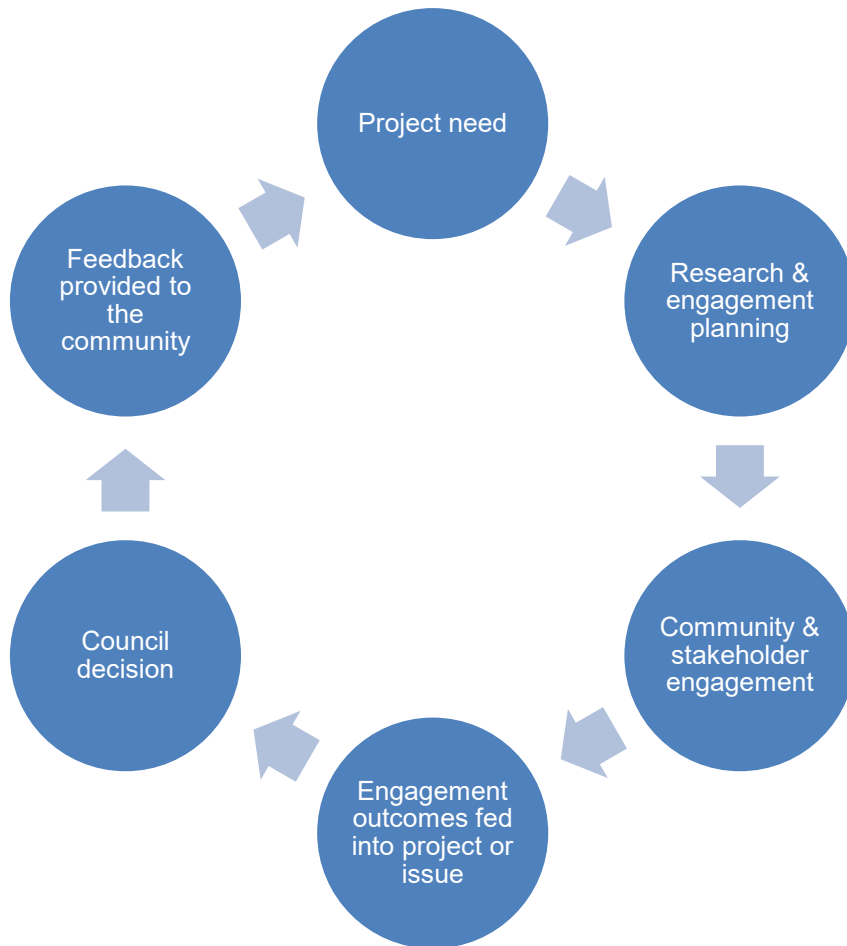 Project need
Research &
engagement
planning
Community &
stakeholder
engagement
Engagement
outcomes fed
into project or
issue
Council
decision
Feedback
provided to
the
community